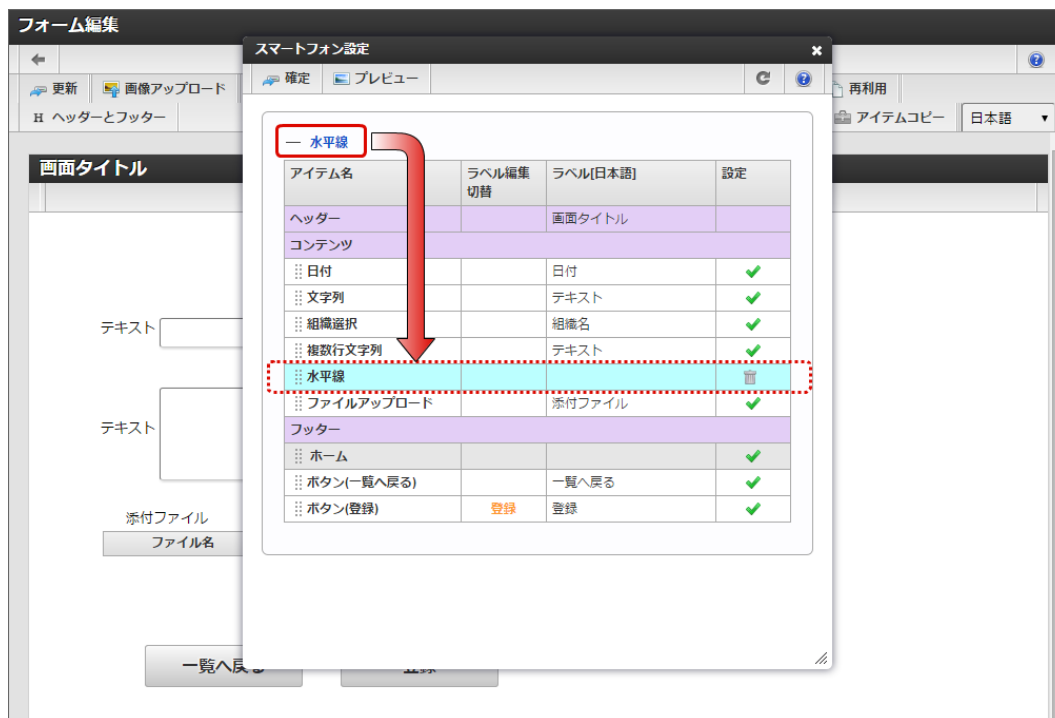 フォーム編集
スマートフォン設定
確定 プレビュー
更新 画像アップロード 再利用
H ヘッダーとフッター アイテムコピー 日本語
水平線
画面タイトル
アイテム名 ラベル編集切替 ラベル[日本語] 設定
ヘッダー 画面タイトル
コンテンツ
日付 日付
文字列 テキスト
組織選択 組織名
複数行文字列 テキスト
水平線
ファイルアップロード 添付ファイル
フッター
ホーム
ボタン(一覧へ戻る) 一覧へ戻る
ボタン(登録) 登録 登録
テキスト
テキスト
添付ファイル
ファイル名
一覧へ戻る 登録